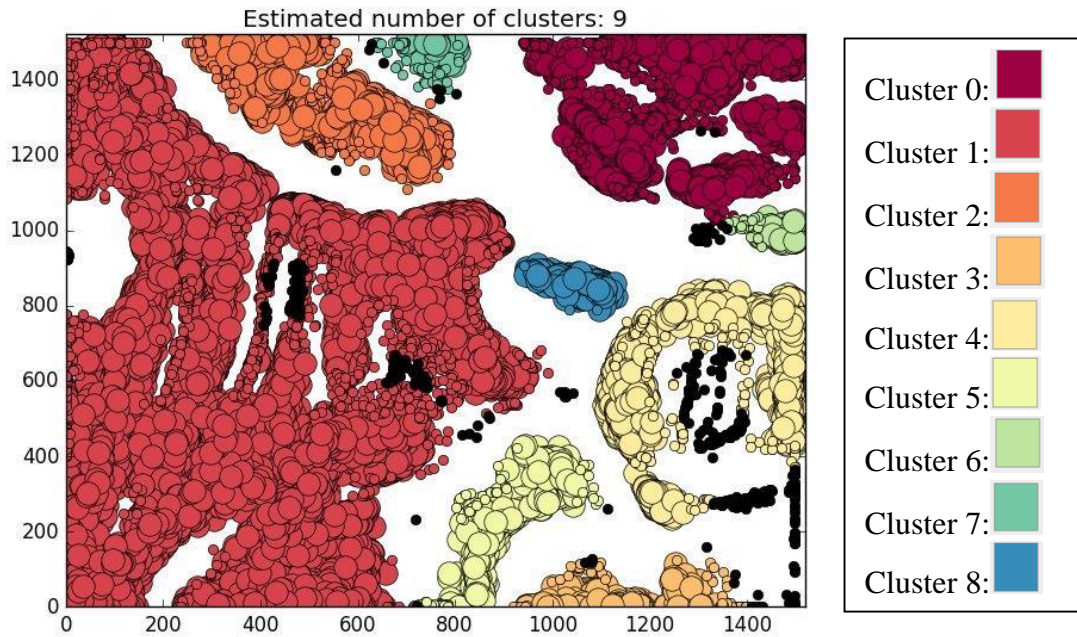 Estimated number of clusters: 9
1400
1200
1000
800
600
400
200
0
0 200 400 600 800 1000 1200 1400
Cluster 0:
Cluster 1:
Cluster 2:
Cluster 3:
Cluster 4:
Cluster 5:
Cluster 6:
Cluster 7:
Cluster 8: